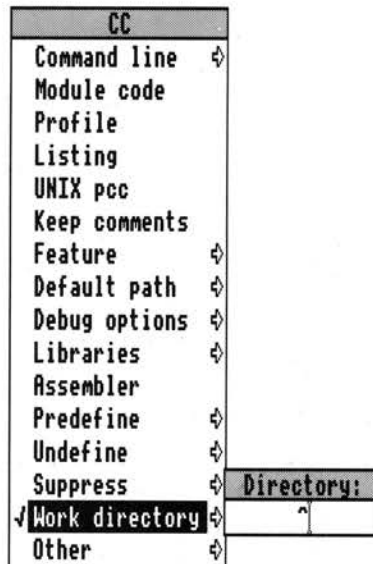 CC
Command line
Module code
Profile
Listing
UNIX pcc
Keep comments
Feature
Default path
Debug options
Libraries
Assembler
Predefine
Undefine
Suppress
Directory:
√ Work directory
^
Other